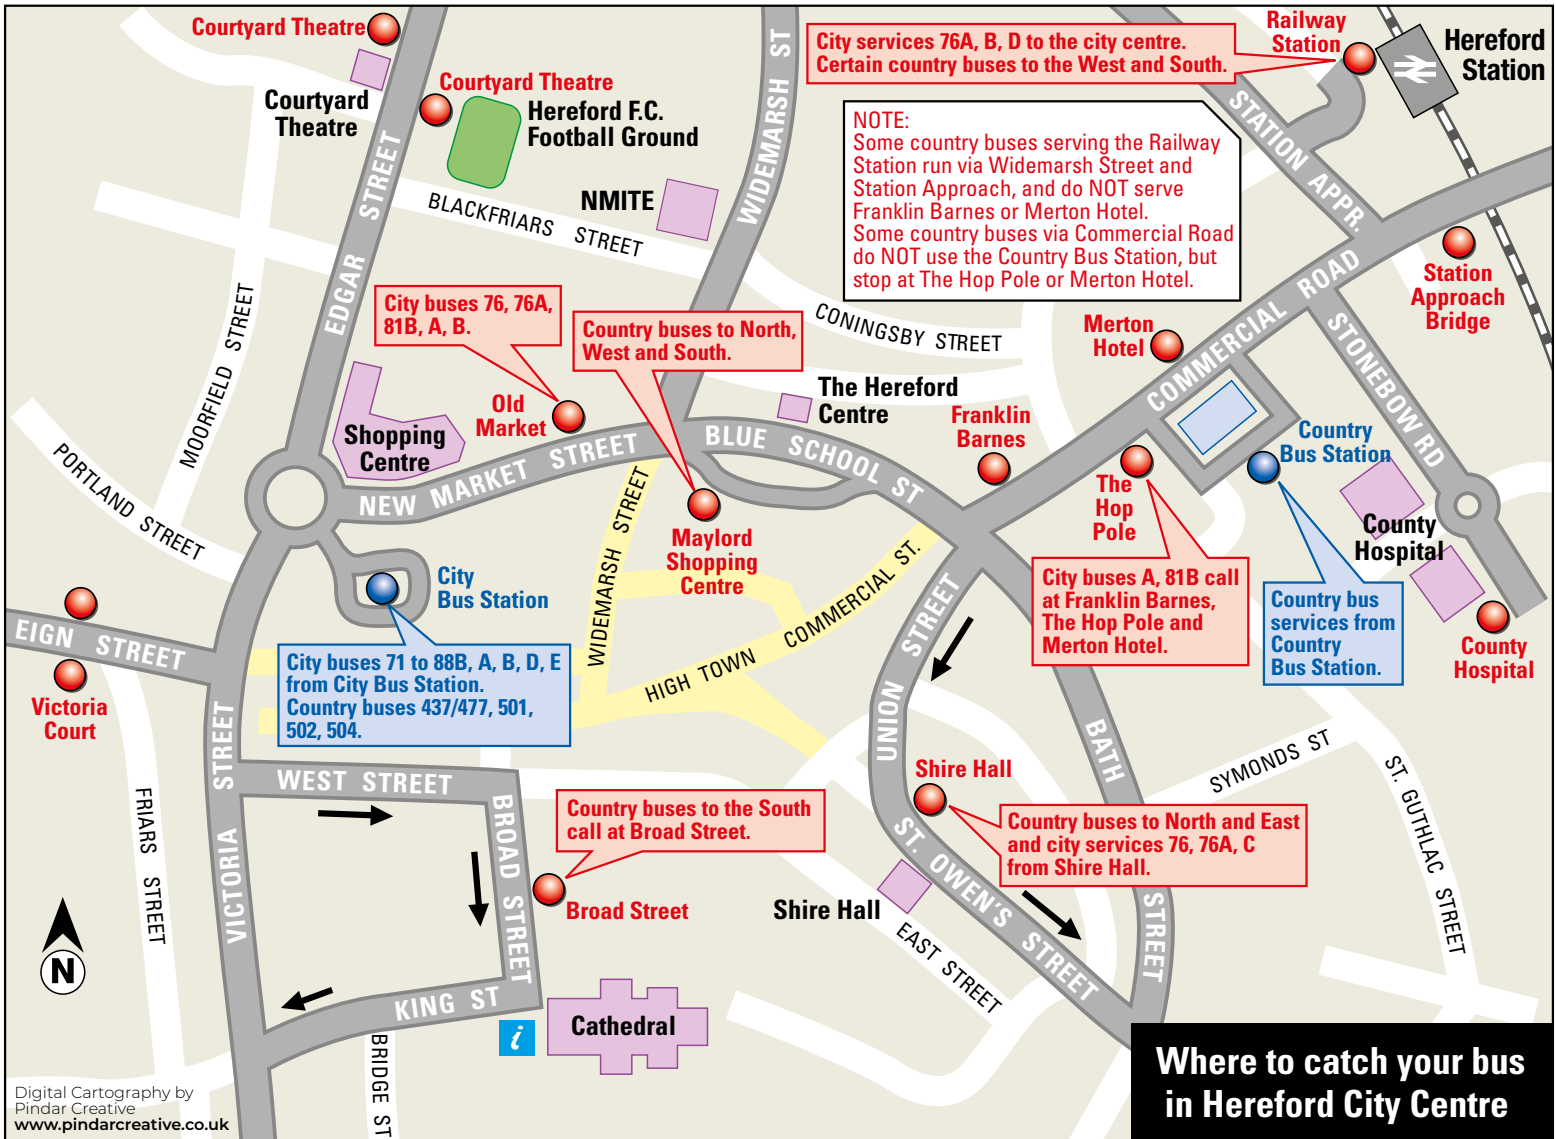 Courtyard Theatre
Courtyard
Theatre
Courtyard Theatre
Hereford F.C.
Football Ground
NMITE
WIDEMARSH ST
City services 76A, B, D to the city centre.
Certain country buses to the West and South.
Railway
Station
Hereford
Station
NOTE:
Some country buses serving the Railway
Station run via Widemarsh Street and
Station Approach, and do NOT serve
Franklin Barnes or Merton Hotel.
Some country buses via Commercial Road
do NOT use the Country Bus Station, but
stop at The Hop Pole or Merton Hotel.
STATION APPR.
Station
Approach
Bridge
EDGAR STREET
BLACKFRIARS STREET
MOORFIELD STREET
PORTLAND STREET
City buses 76, 76A,
81B, A, B.
Country buses to North,
West and South.
CONINGSBY STREET
Merton
Hotel
COMMERCIAL ROAD
STONEBOW RD
Old
Market
Shopping
Centre
The Hereford
Centre
Franklin
Barnes
NEW MARKET STREET
BLUE SCHOOL ST
Country
Bus Station
The
Hop
Pole
County
Hospital
Maylord
Shopping
Centre
WIDEMARSH STREET
City
Bus Station
EIGN STREET
Victoria
Court
City buses 71 to 88B, A, B, D, E
from City Bus Station.
Country buses 437/477, 501,
502, 504.
HIGH TOWN
COMMERCIAL ST.
UNION STREET
City buses A, 81B call
at Franklin Barnes,
The Hop Pole and
Merton Hotel.
Country bus
services from
Country
Bus Station.
County
Hospital
VICTORIA STREET
WEST STREET
BROAD STREET
Country buses to the South
call at Broad Street.
Broad Street
FRIARS STREET
Shire Hall
Country buses to North and East
and city services 76, 76A, C
from Shire Hall.
BATH STREET
SYMONDS ST
ST. GUTHLAC STREET
Shire Hall
ST. OWEN'S STREET
EAST STREET
N
KING ST
i
Cathedral
BRIDGE ST
Digital Cartography by
Pindar Creative
www.pindarcreative.co.uk
Where to catch your bus
in Hereford City Centre